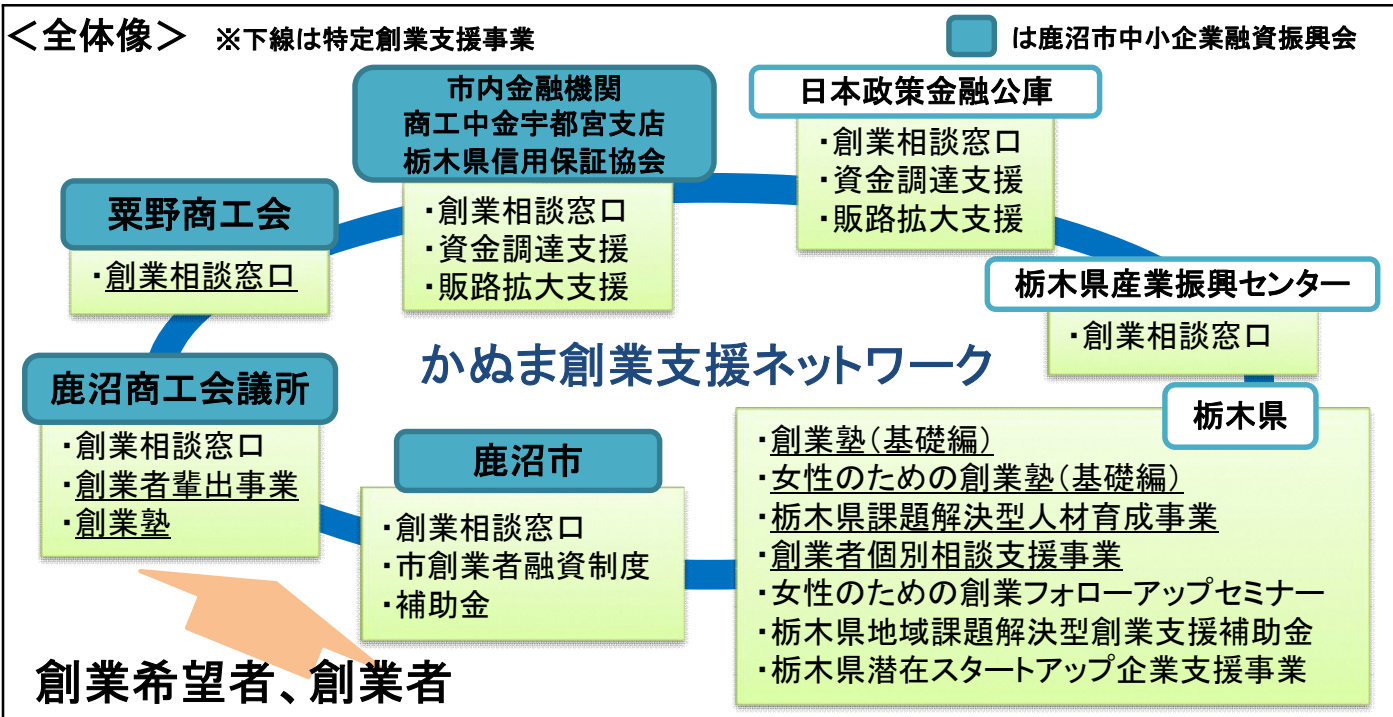 ＜全体像＞ ※下線は特定創業支援事業
は鹿沼市中小企業融資振興会
市内金融機関
商工中金宇都宮支店
栃木県信用保証協会
・創業相談窓口
・資金調達支援
・販路拡大支援
日本政策金融公庫
・創業相談窓口
・資金調達支援
・販路拡大支援
粟野商工会
・創業相談窓口
栃木県産業振興センター
・創業相談窓口
かぬま創業支援ネットワーク
鹿沼商工会議所
・創業相談窓口
・創業者輩出事業
・創業塾
鹿沼市
・創業相談窓口
・市創業者融資制度
・補助金
栃木県
・創業塾（基礎編）
・女性のための創業塾（基礎編）
・栃木県課題解決型人材育成事業
・創業者個別相談支援事業
・女性のための創業フォローアップセミナー
・栃木県地域課題解決型創業支援補助金
・栃木県潜在スタートアップ企業支援事業
創業希望者、創業者